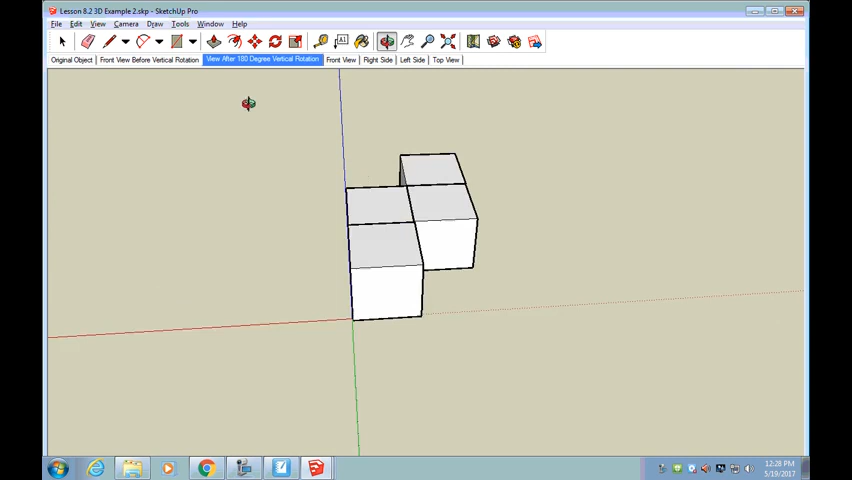 Lesson 8.2 3D Example 2.skp - SketchUp Pro
File Edit View Camera Draw Tools Window Help
A1
Original Object Front View Before Vertical Rotation View After 180 Degree Vertical Rotation Front View Right Side Left Side Top View
12:28 PM
5/19/2017